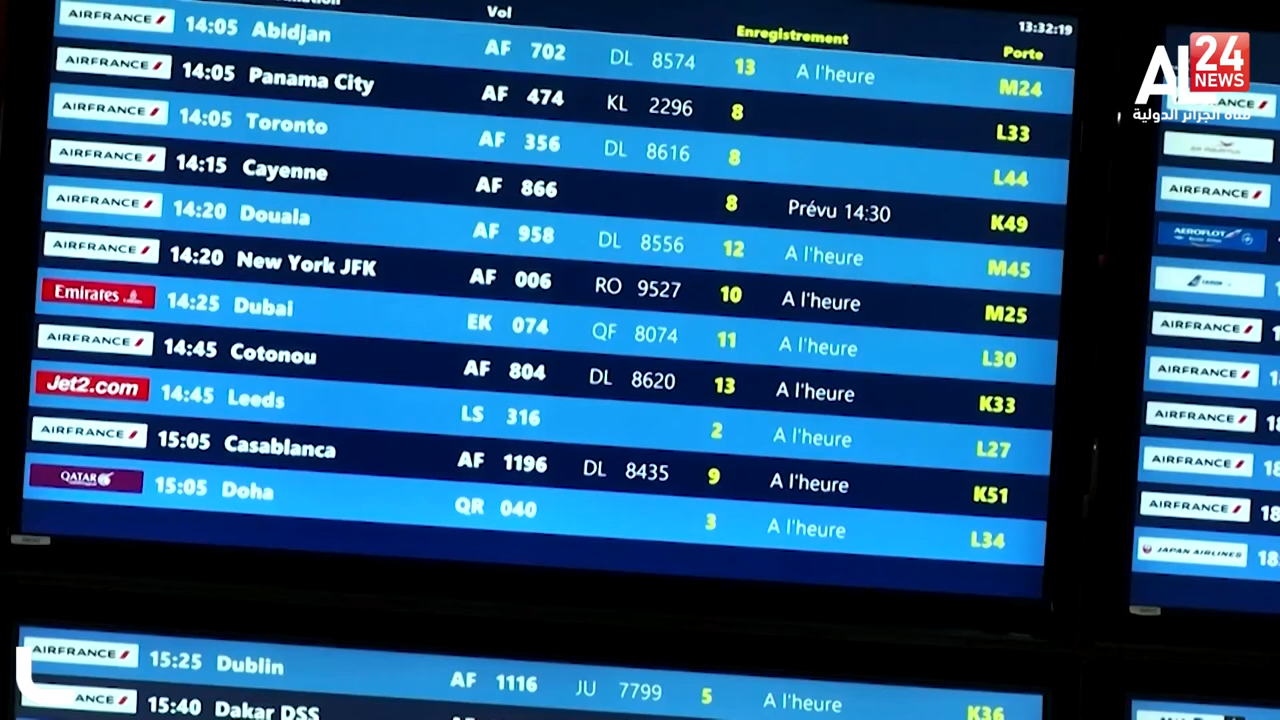 Vol Enregistrement 13:32:19
Porte
AIRFRANCE 14:05 Abidjan AF 702 DL 8574 13 A l'heure M24
AIRFRANCE 14:05 Panama City AF 474 KL 2296 8 L33
AIRFRANCE 14:05 Toronto AF 356 DL 8616 8 L44
AIRFRANCE 14:15 Cayenne AF 866 8 Prévu 14:30 K49
AIRFRANCE 14:20 Douala AF 958 DL 8556 12 A l'heure M45
AIRFRANCE 14:20 New York JFK AF 006 RO 9527 10 A l'heure M25
Emirates 14:25 Dubai EK 074 QF 8074 11 A l'heure L30
AIRFRANCE 14:45 Cotonou AF 804 DL 8620 13 A l'heure K33
Jet2.com 14:45 Leeds LS 316 2 A l'heure L27
AIRFRANCE 15:05 Casablanca AF 1196 DL 8435 9 A l'heure K51
QATAR 15:05 Doha QR 040 3 A l'heure L34
AIRFRANCE 15:25 Dublin AF 1116 JU 7799 5 A l'heure K36
ANCE 15:40 Dakar DSS
AL 24 NEWS
قناة الجزائر الدولية
ANCE
AIRFRANCE
AEROFLOT
AIRFRANCE
AIRFRANCE
AIRFRANCE
AIRFRANCE
AIRFRANCE 18
JAPAN AIRLINES 18